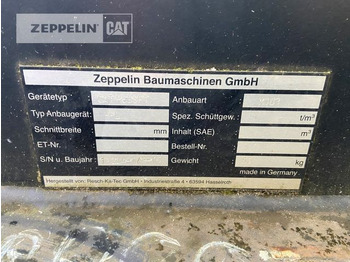 ZEPPELIN CAT
Zeppelin Baumaschinen GmbH
Gerätetyp Anbauart
Typ Anbaugerät: Spez. Schüttgew. t/m³
Schnittbreite mm Inhalt (SAE) m³
ET-Nr. Bestell-Nr.
S/N u. Baujahr: Gewicht kg
made in Germany
Hergestellt von: Resch-Ka-Tec GmbH • Industriestraße 4 • 63594 Hasselroth